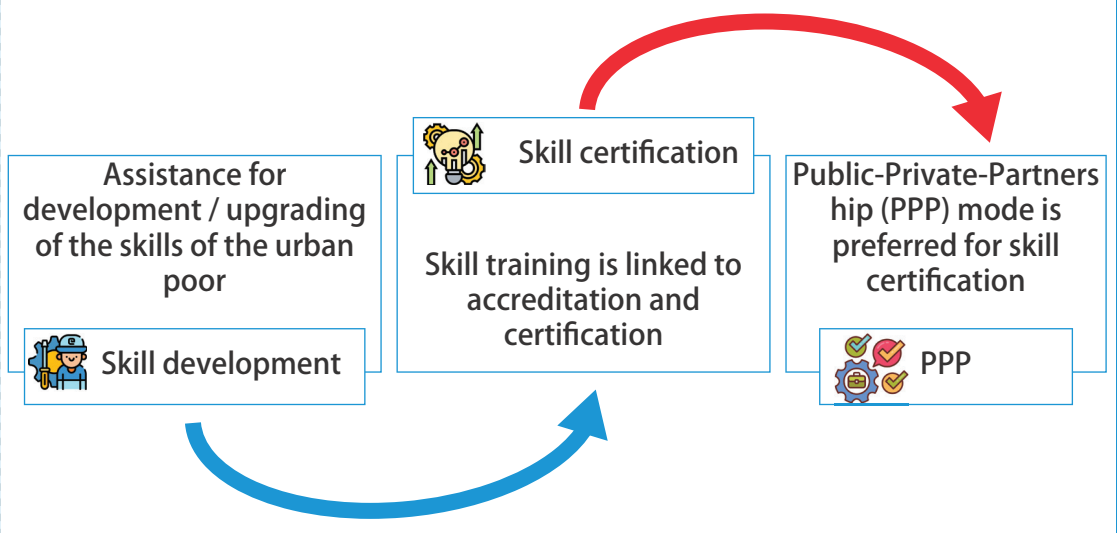 Assistance for
development / upgrading
of the skills of the urban
poor
Skill development
Skill certification
Skill training is linked to
accreditation and
certification
Public-Private-Partners
hip (PPP) mode is
preferred for skill
certification
PPP